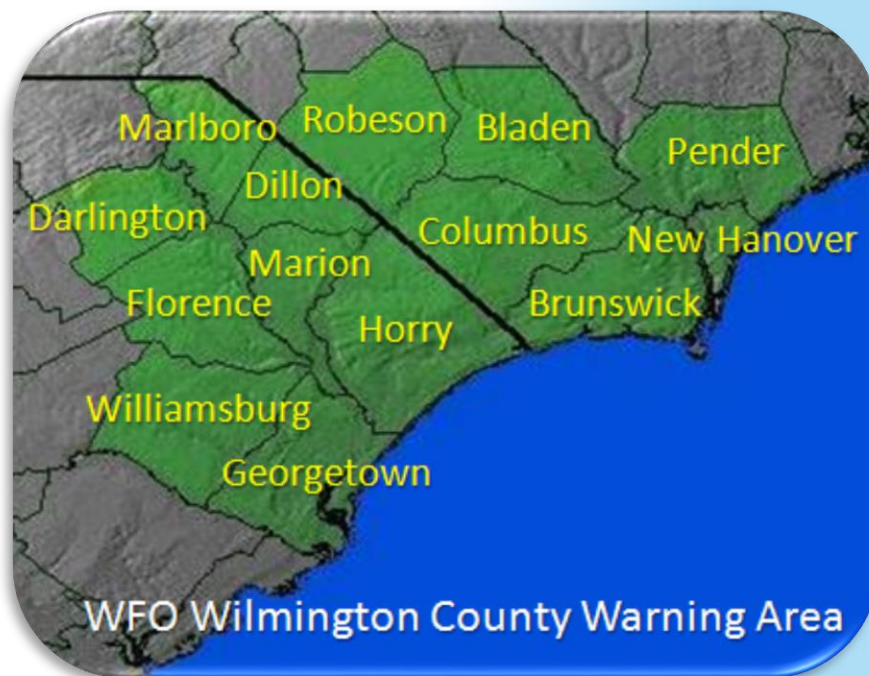 Marlboro
Robeson
Bladen
Pender
Dillon
Darlington
Columbus
New Hanover
Marion
Florence
Brunswick
Horry
Williamsburg
Georgetown
WFO Wilmington County Warning Area